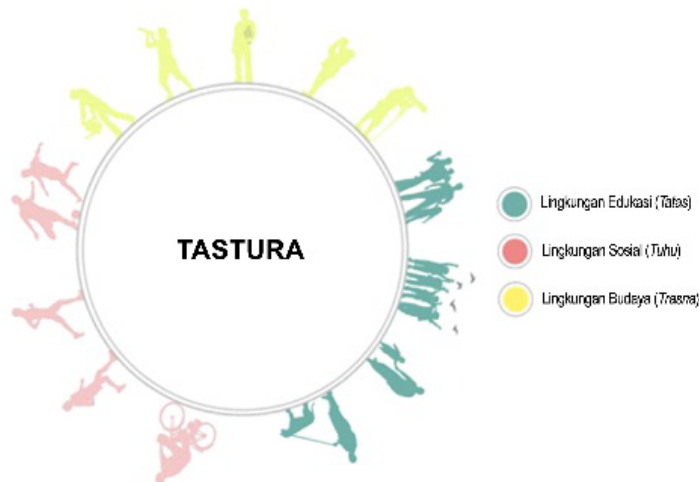 TASTURA
Lingkungan Edukasi (Tatas)
Lingkungan Sosial (Tuhu)
Lingkungan Budaya (Trasna)